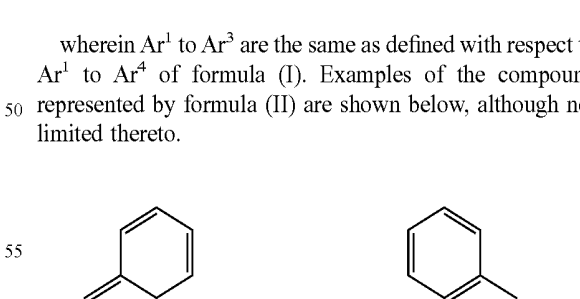 wherein Ar¹ to Ar³ are the same as defined with respect
Ar¹ to Ar⁴ of formula (I). Examples of the
50 represented by formula (II) are shown below, although
limited thereto.
55